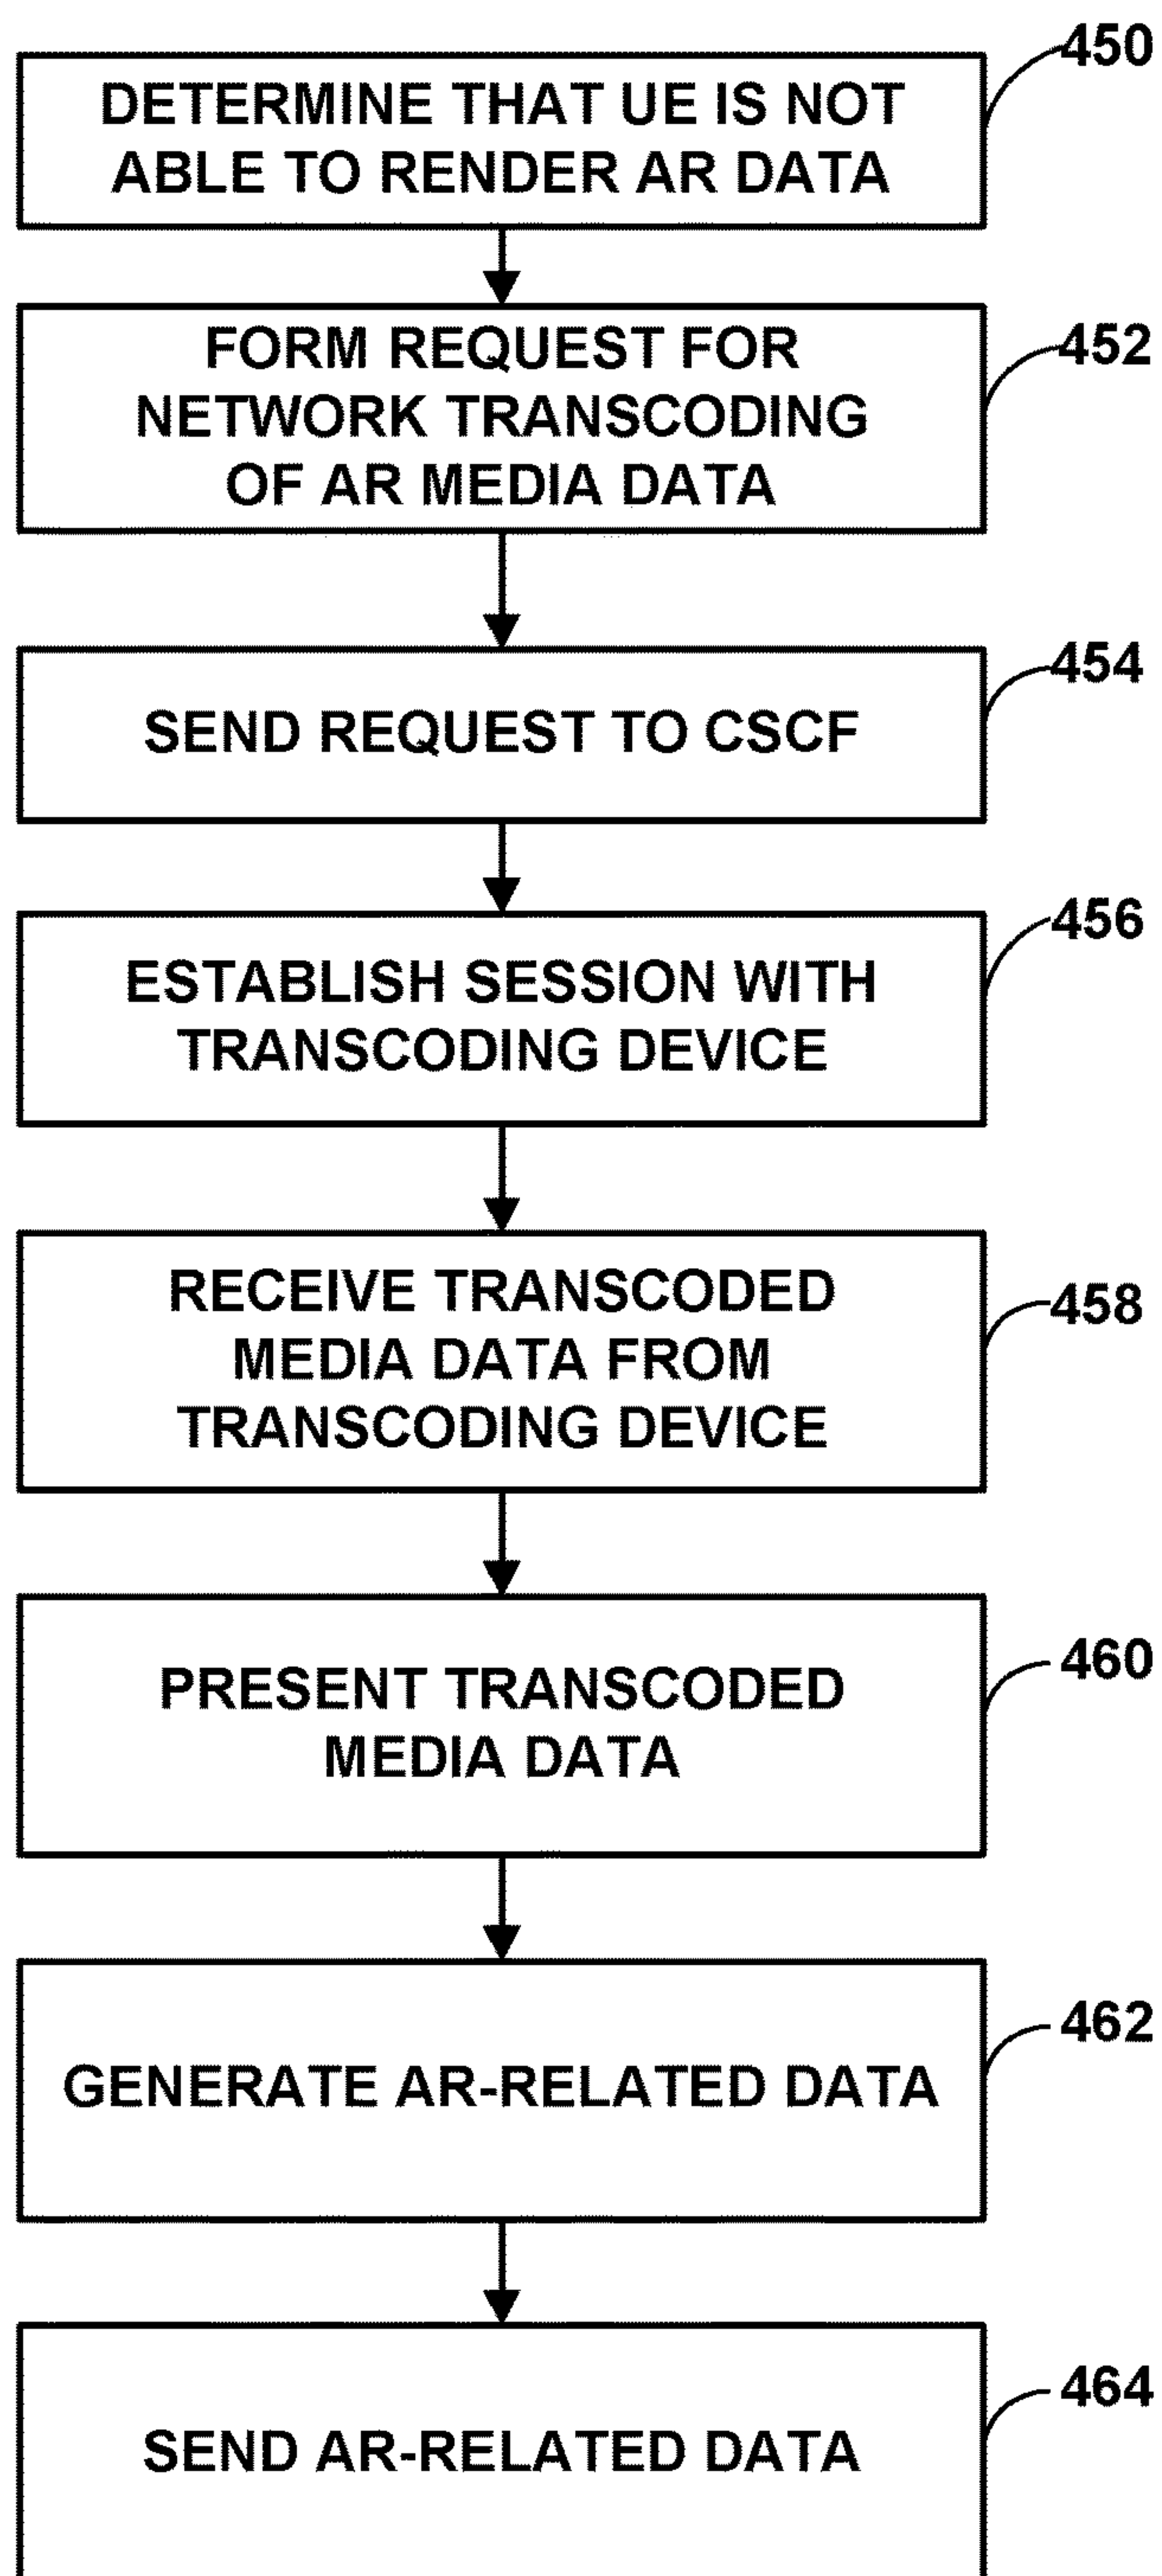 450
DETERMINE THAT UE IS NOT
ABLE TO RENDER AR DATA
452
FORM REQUEST FOR
NETWORK TRANSCODING
OF AR MEDIA DATA
454
SEND REQUEST TO CSCF
456
ESTABLISH SESSION WITH
TRANSCODING DEVICE
458
RECEIVE TRANSCODED
MEDIA DATA FROM
TRANSCODING DEVICE
460
PRESENT TRANSCODED
MEDIA DATA
462
GENERATE AR-RELATED DATA
464
SEND AR-RELATED DATA